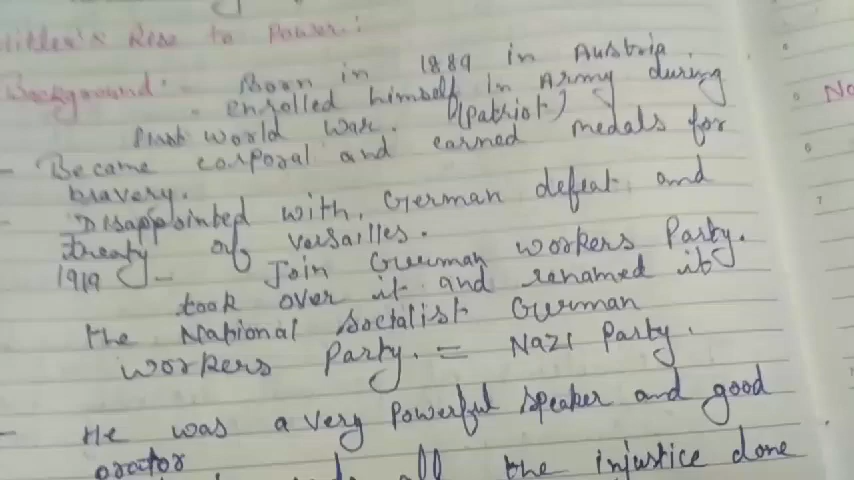 Hitler's Rise to Power:
Background:- Born in 1889 in Austria.
- enrolled himself in Army during
First world war. (Patriot)
- Became corporal and earned medals for
bravery.
- Disappointed with German defeat and
treaty of Versailles.
1919 - Join German workers Party.
took over it and renamed it
the National Socialist German
workers Party. = Nazi Party.
- He was a very Powerful speaker and good
orator
all the injustice done
No